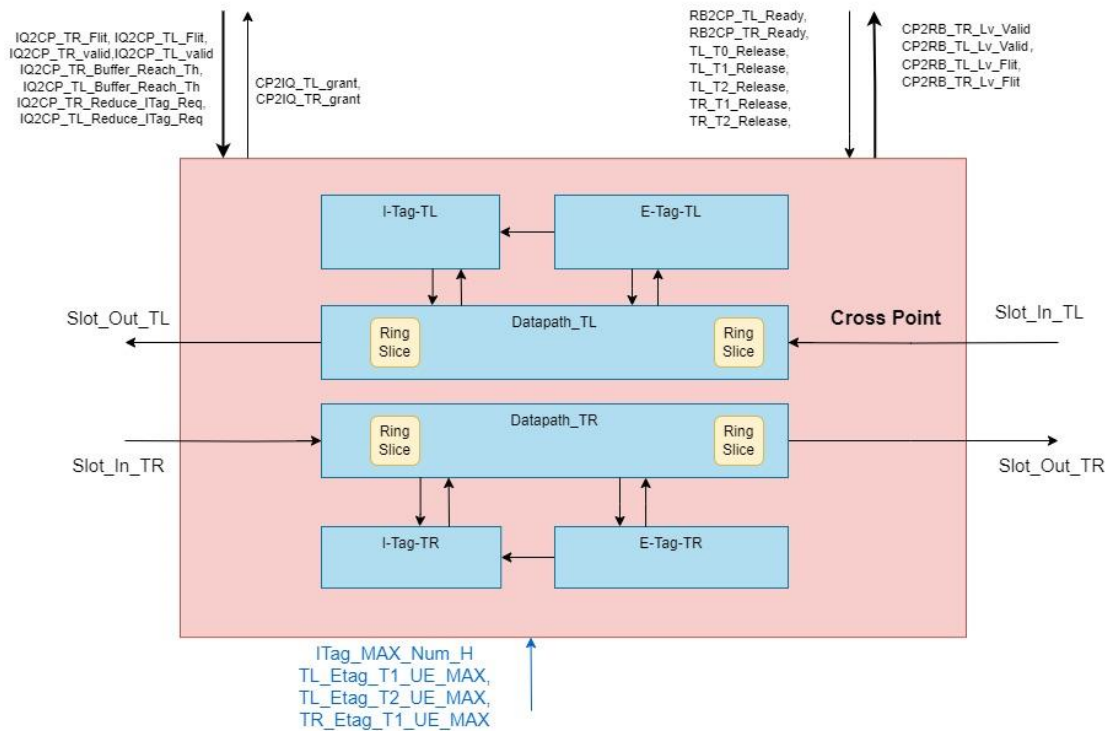 IQ2CP_TR_Flit, IQ2CP_TL_Flit,
IQ2CP_TR_valid,IQ2CP_TL_valid
IQ2CP_TR_Buffer_Reach_Th,
IQ2CP_TL_Buffer_Reach_Th
IQ2CP_TR_Reduce_ITag_Req,
IQ2CP_TL_Reduce_ITag_Req
CP2IQ_TL_grant,
CP2IQ_TR_grant
RB2CP_TL_Ready,
RB2CP_TR_Ready,
TL_T0_Release,
TL_T1_Release,
TL_T2_Release,
TR_T1_Release,
TR_T2_Release,
CP2RB_TR_Lv_Valid
CP2RB_TL_Lv_Valid,
CP2RB_TL_Lv_Flit,
CP2RB_TR_Lv_Flit
I-Tag-TL
E-Tag-TL
Slot_Out_TL
Datapath_TL
Ring
Slice
Ring
Slice
Cross Point
Slot_In_TL
Slot_In_TR
Datapath_TR
Ring
Slice
Ring
Slice
Slot_Out_TR
I-Tag-TR
E-Tag-TR
ITag_MAX_Num_H
TL_Etag_T1_UE_MAX,
TL_Etag_T2_UE_MAX,
TR_Etag_T1_UE_MAX